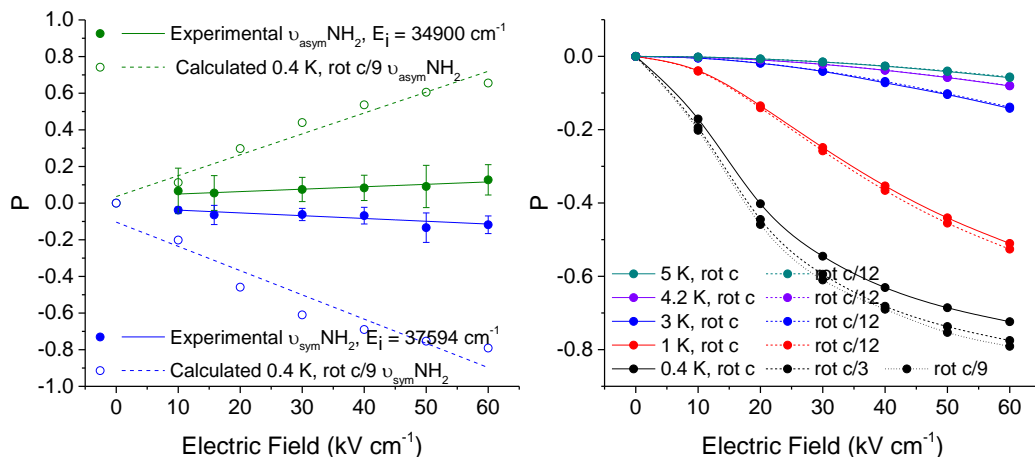 Experimental υasymNH2, Ei = 34900 cm-1
Calculated 0.4 K, rot c/9 υasymNH2
Experimental υsymNH2, Ei = 37594 cm-1
Calculated 0.4 K, rot c/9 υsymNH2
1.0
0.8
0.6
0.4
0.2
0.0
-0.2
-0.4
-0.6
-0.8
-1.0
P
0 10 20 30 40 50 60
Electric Field (kV cm-1)
0.0
-0.2
-0.4
-0.6
-0.8
P
5 K, rot c rot c/12
4.2 K, rot c rot c/12
3 K, rot c rot c/12
1 K, rot c rot c/12
0.4 K, rot c rot c/3 rot c/9
0 10 20 30 40 50 60
Electric Field (kV cm-1)